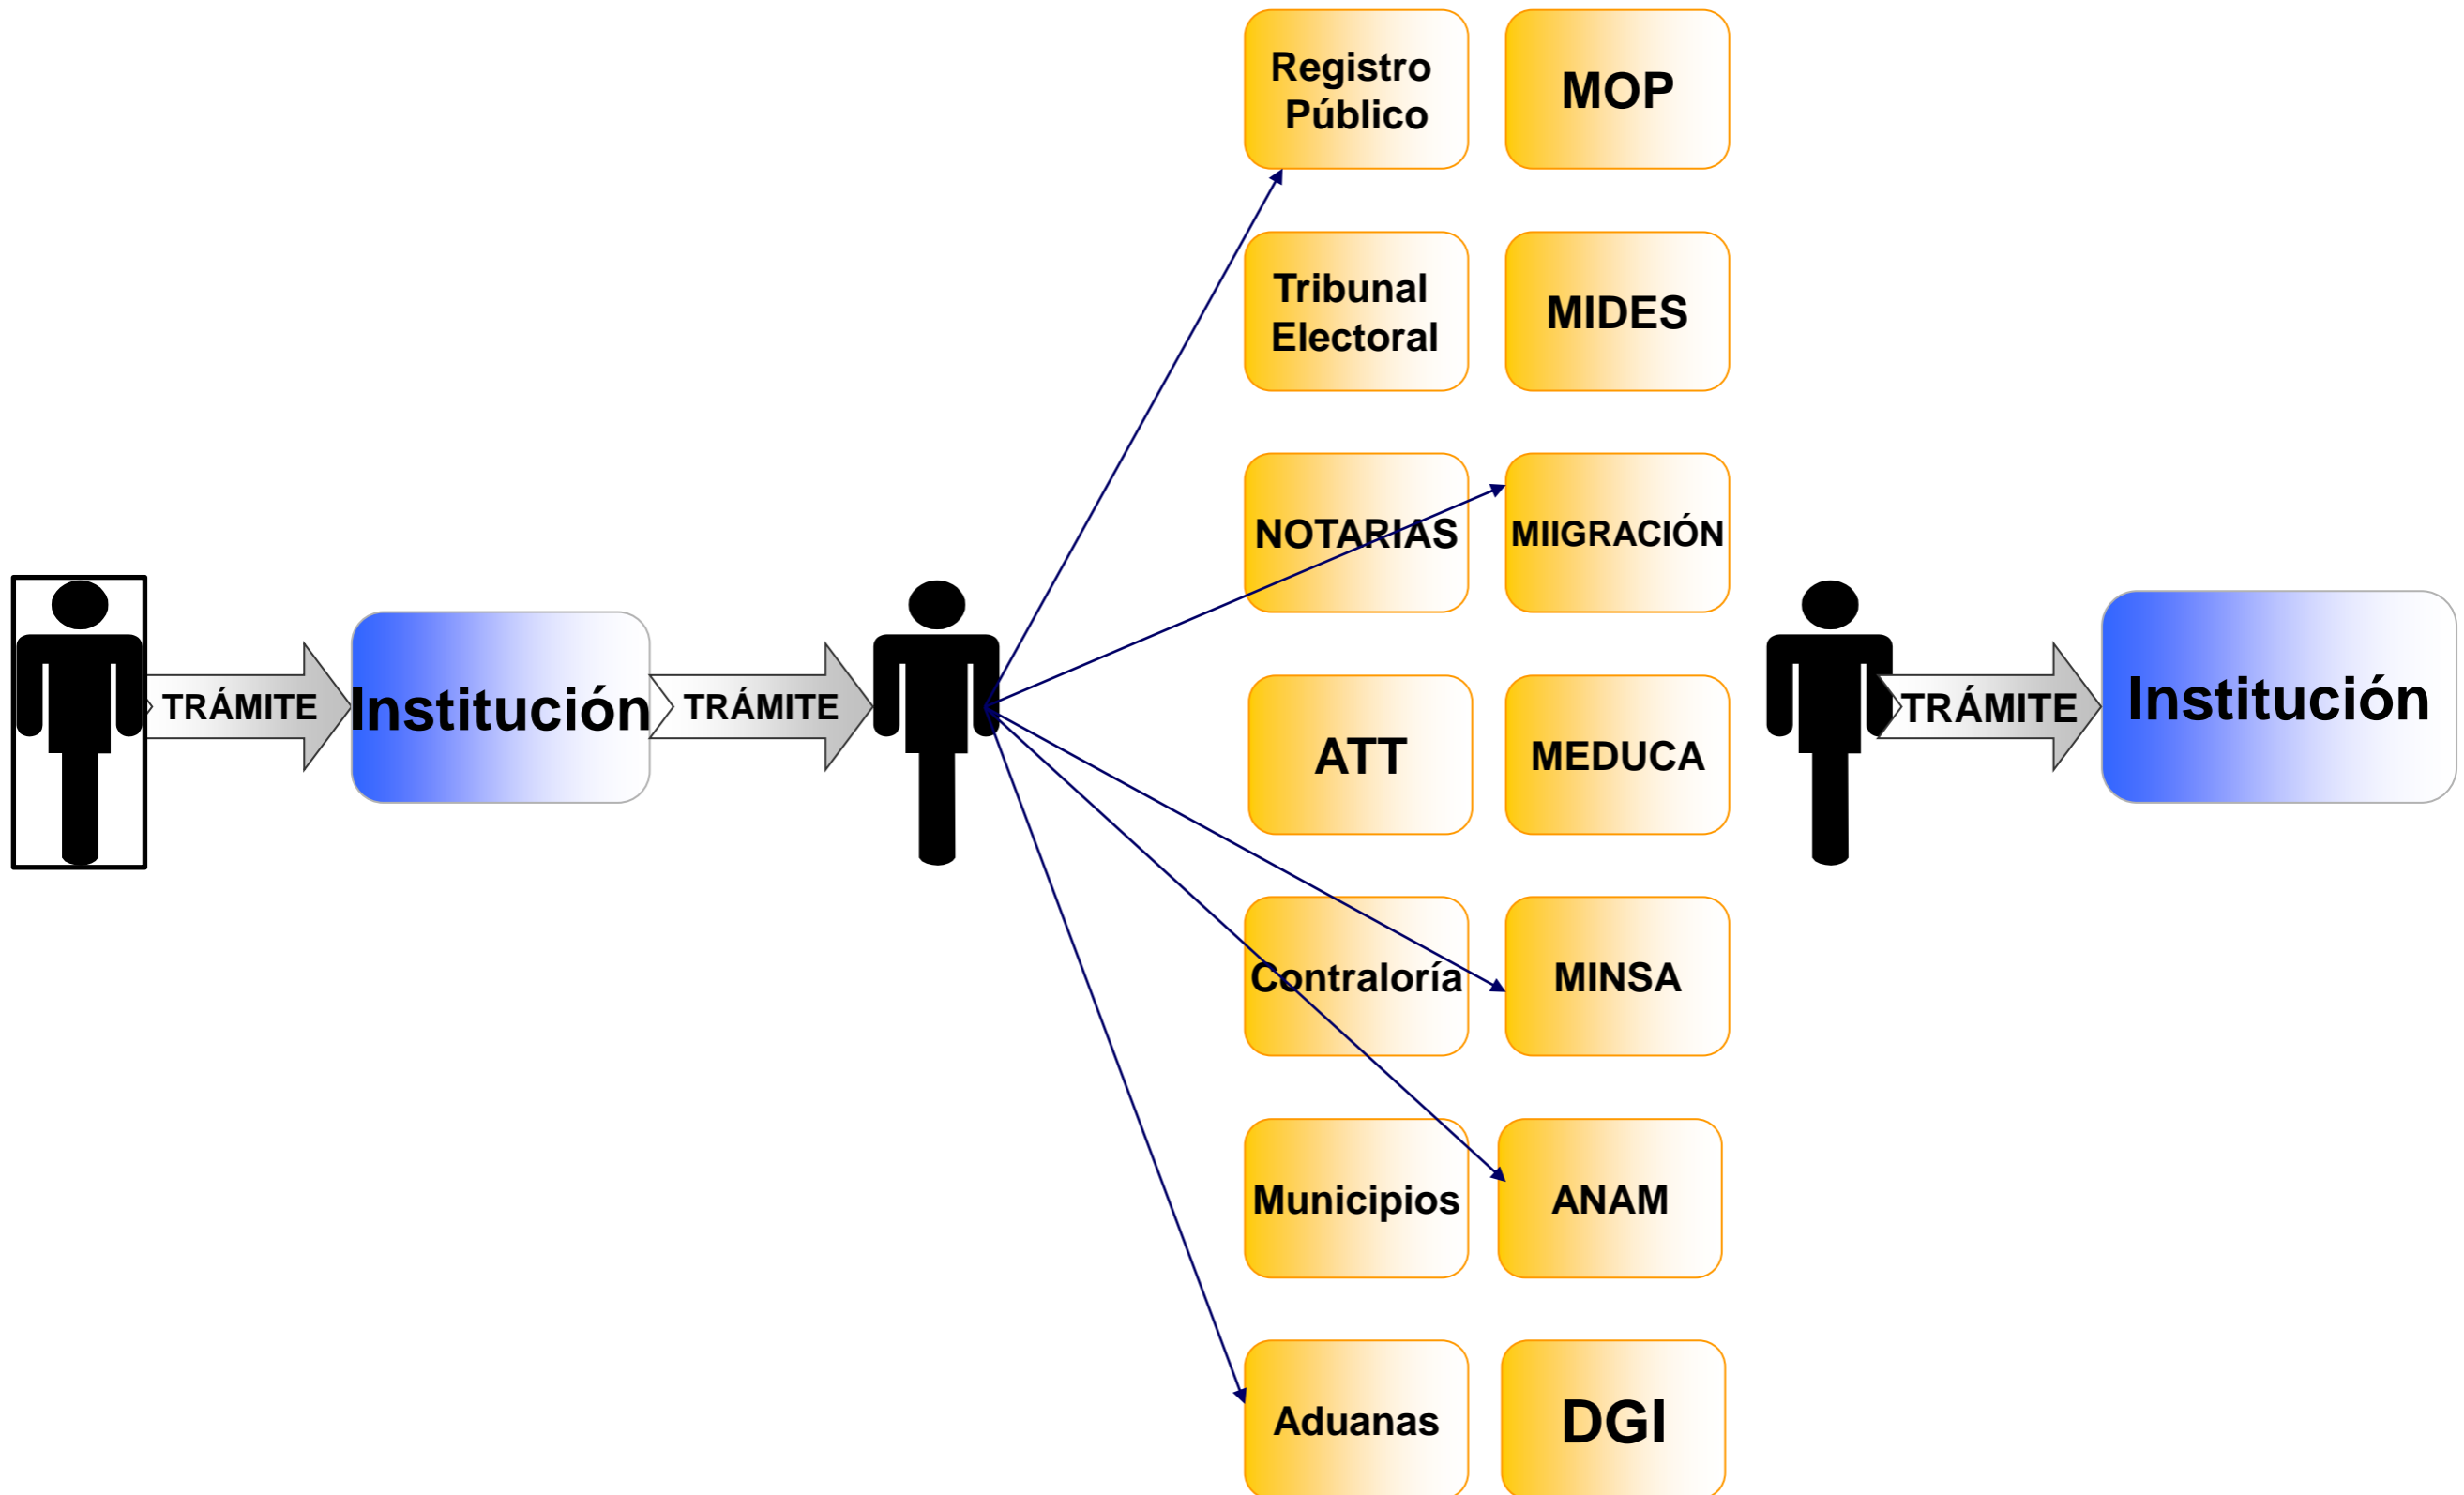 TRÁMITE
Institución
TRÁMITE
Registro
Público
MOP
Tribunal
Electoral
MIDES
NOTARIAS
MIIGRACIÓN
ATT
MEDUCA
Contraloría
MINSA
Municipios
ANAM
Aduanas
DGI
TRÁMITE
Institución